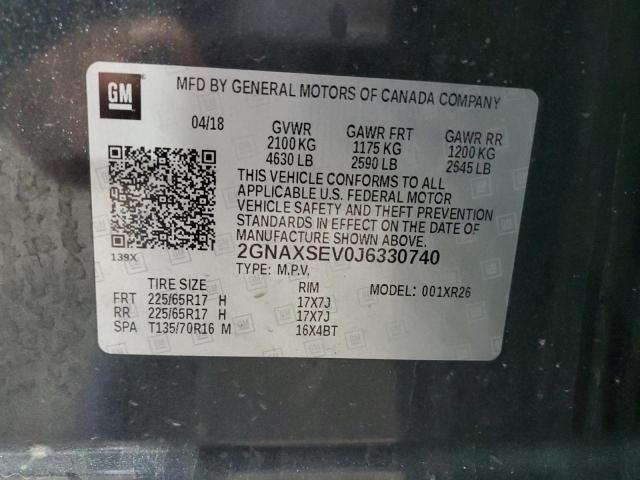 GM
MFD BY GENERAL MOTORS OF CANADA COMPANY
04/18 GVWR GAWR FRT GAWR RR
2100 KG 1175 KG 1200 KG
4630 LB 2590 LB 2645 LB
THIS VEHICLE CONFORMS TO ALL
APPLICABLE U.S. FEDERAL MOTOR
VEHICLE SAFETY AND THEFT PREVENTION
STANDARDS IN EFFECT ON THE DATE OF
MANUFACTURE SHOWN ABOVE.
139X 2GNAXSEV0J6330740
TYPE: M.P.V.
TIRE SIZE RIM MODEL: 001XR26
FRT 225/65R17 H 17X7J
RR 225/65R17 H 17X7J
SPA T135/70R16 M 16X4BT